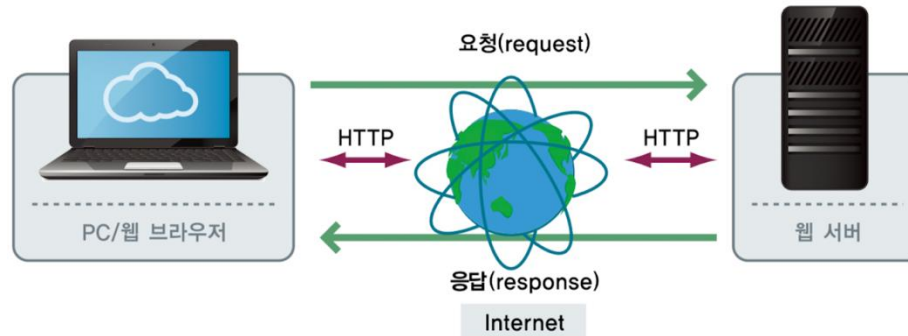 요청(request)
HTTP
HTTP
PC/웹 브라우저
웹 서버
응답(response)
Internet